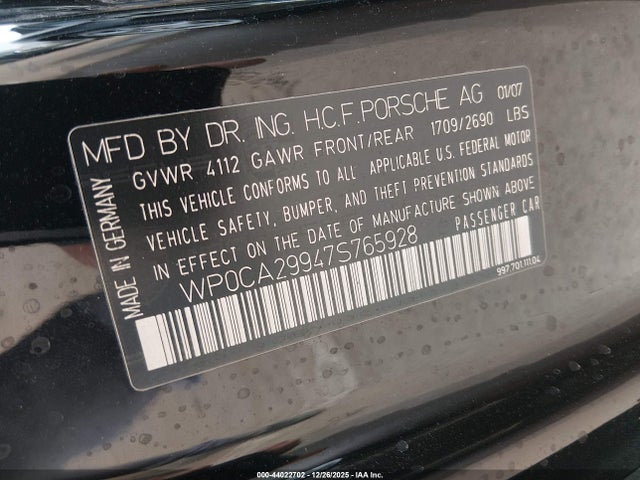 MFD BY DR. ING. H.C.F. PORSCHE AG 01/07
GVWR 4112 GAWR FRONT/REAR 1709/2690 LBS
THIS VEHICLE CONFORMS TO ALL APPLICABLE U.S. FEDERAL MOTOR
VEHICLE SAFETY, BUMPER, AND THEFT PREVENTION STANDARDS
IN EFFECT ON THE DATE OF MANUFACTURE SHOWN ABOVE
WP0CA29947S765928 PASSENGER CAR
997.701.111.04
MADE IN GERMANY
000-44022702 - 12/26/2025 - IAAI Inc.